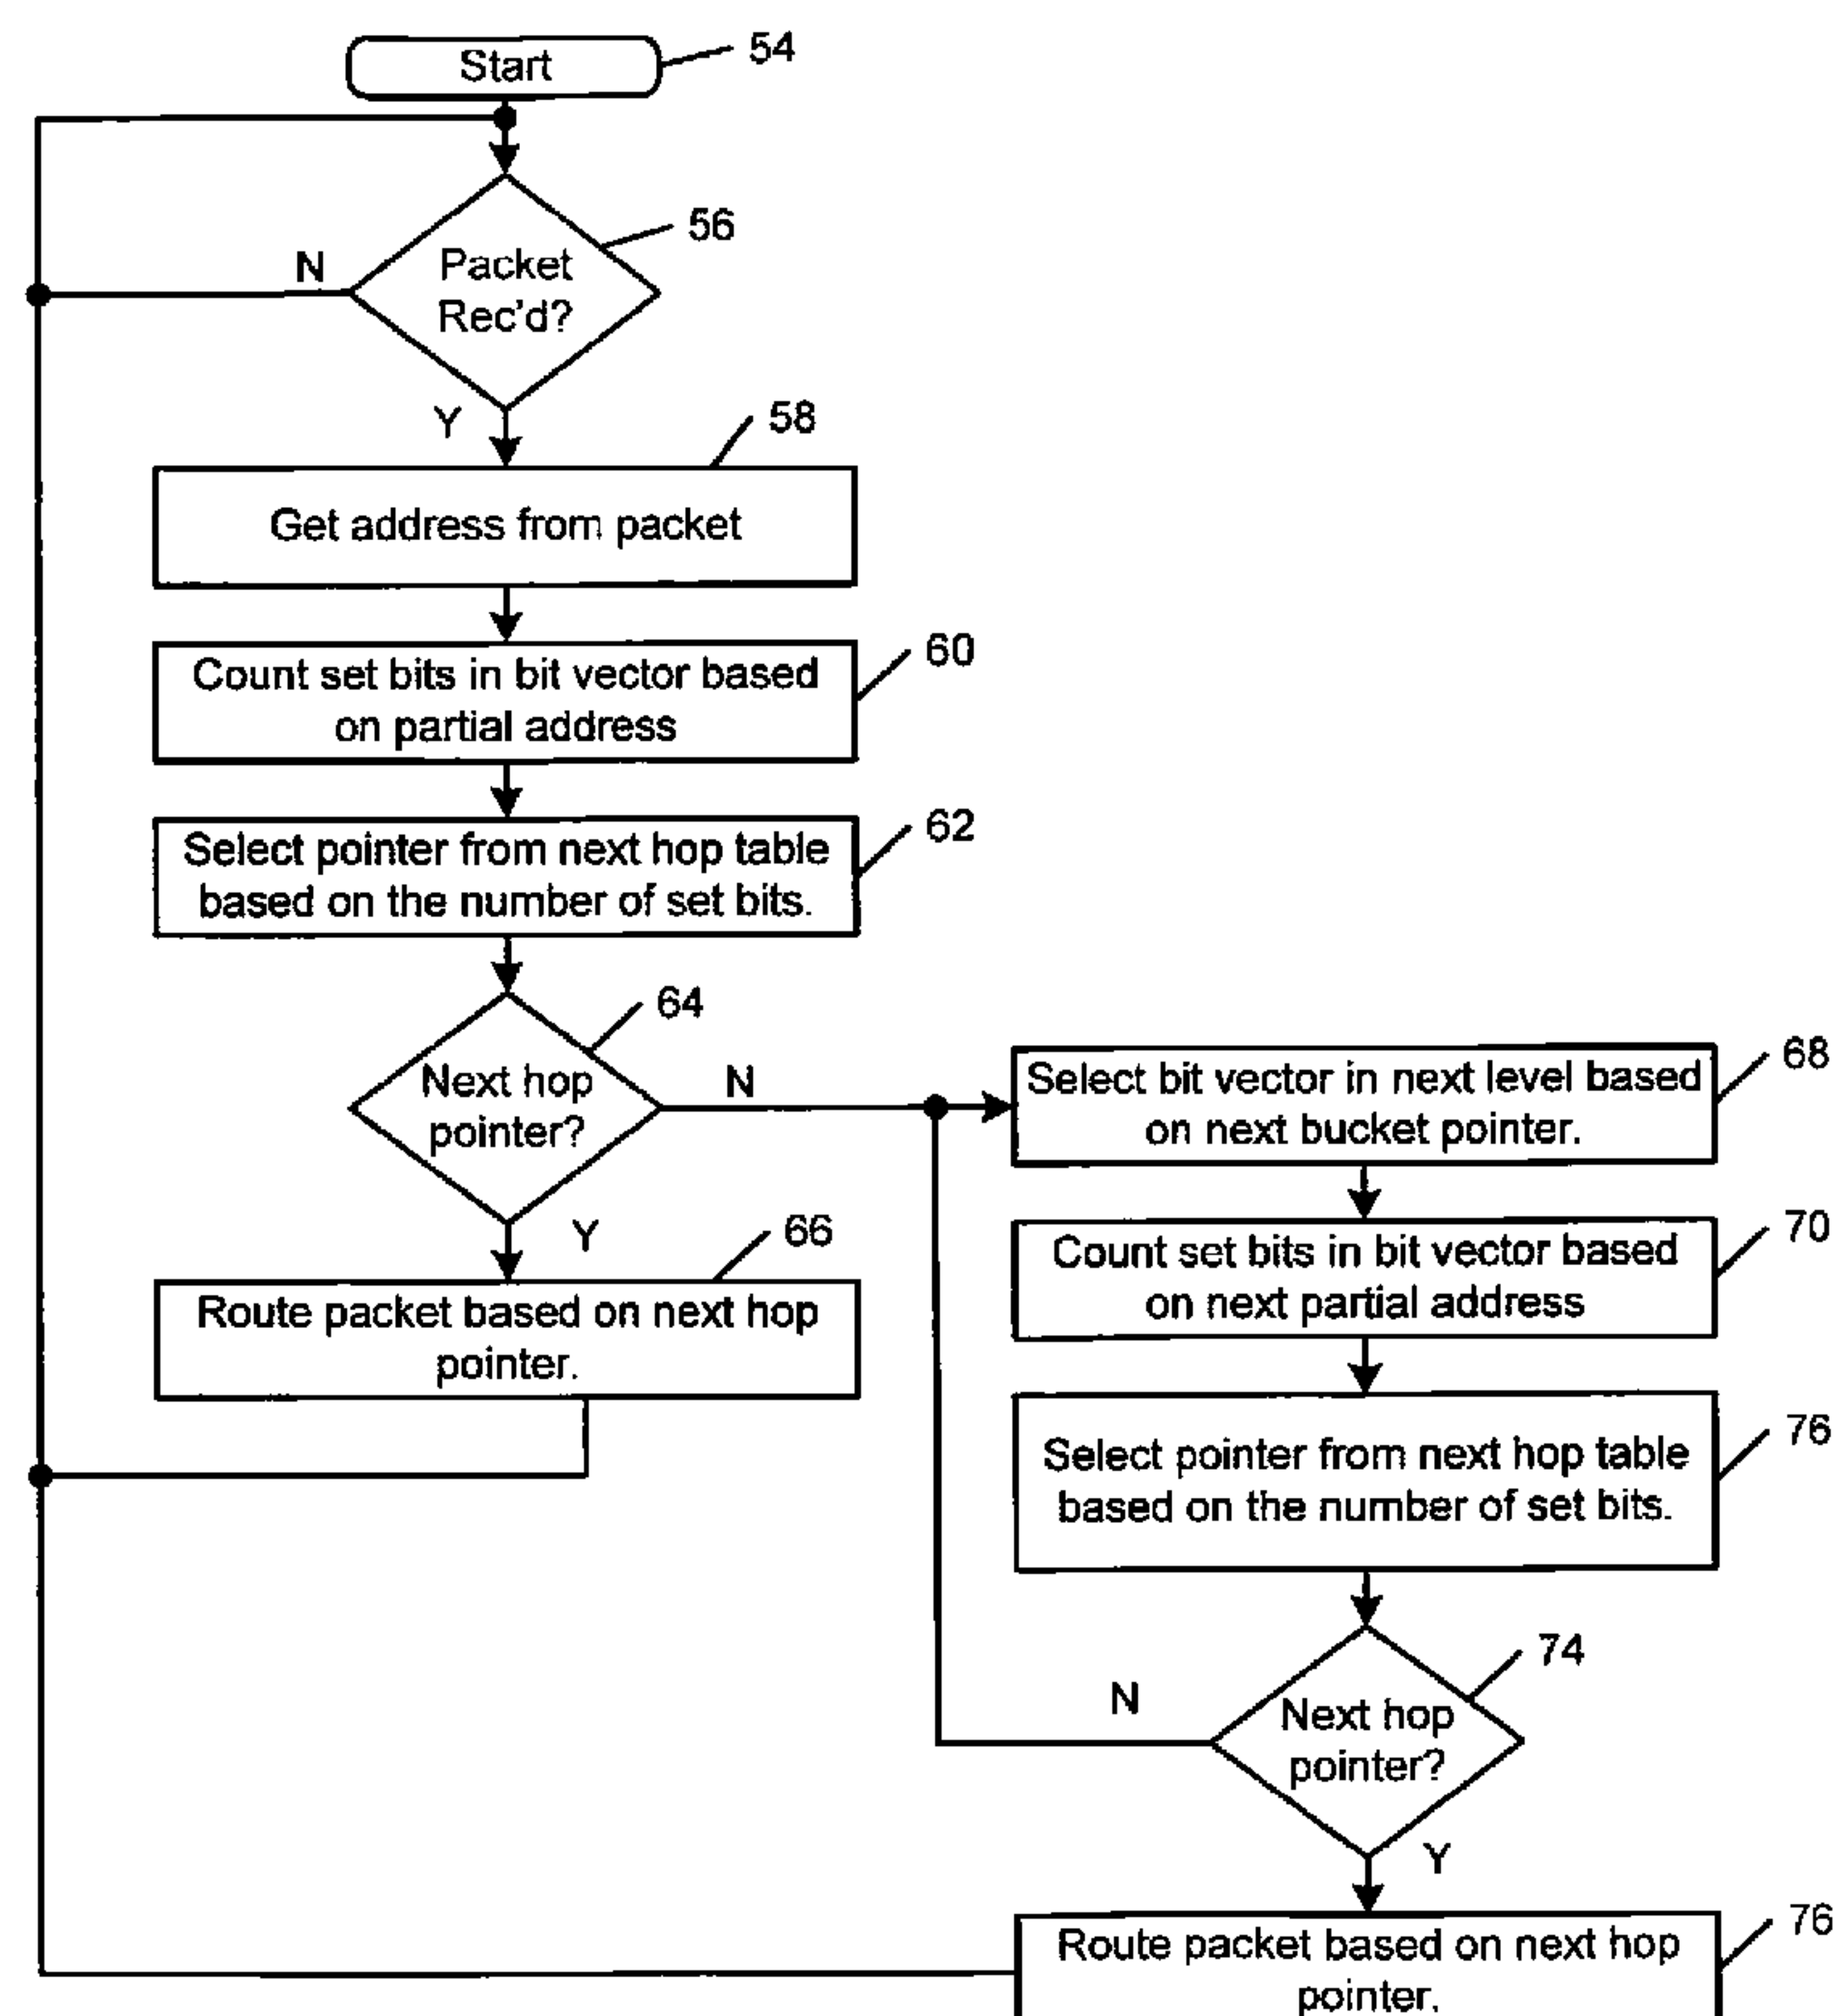 Start
54
Packet
Rec'd?
56
N
Y
58
Get address from packet
60
Count set bits in bit vector based
on partial address
62
Select pointer from next hop table
based on the number of set bits.
64
Next hop
pointer?
N
Y
66
Route packet based on next hop
pointer.
68
Select bit vector in next level based
on next bucket pointer.
70
Count set bits in bit vector based
on next partial address
76
Select pointer from next hop table
based on the number of set bits.
74
Next hop
pointer?
N
Y
76
Route packet based on next hop
pointer.